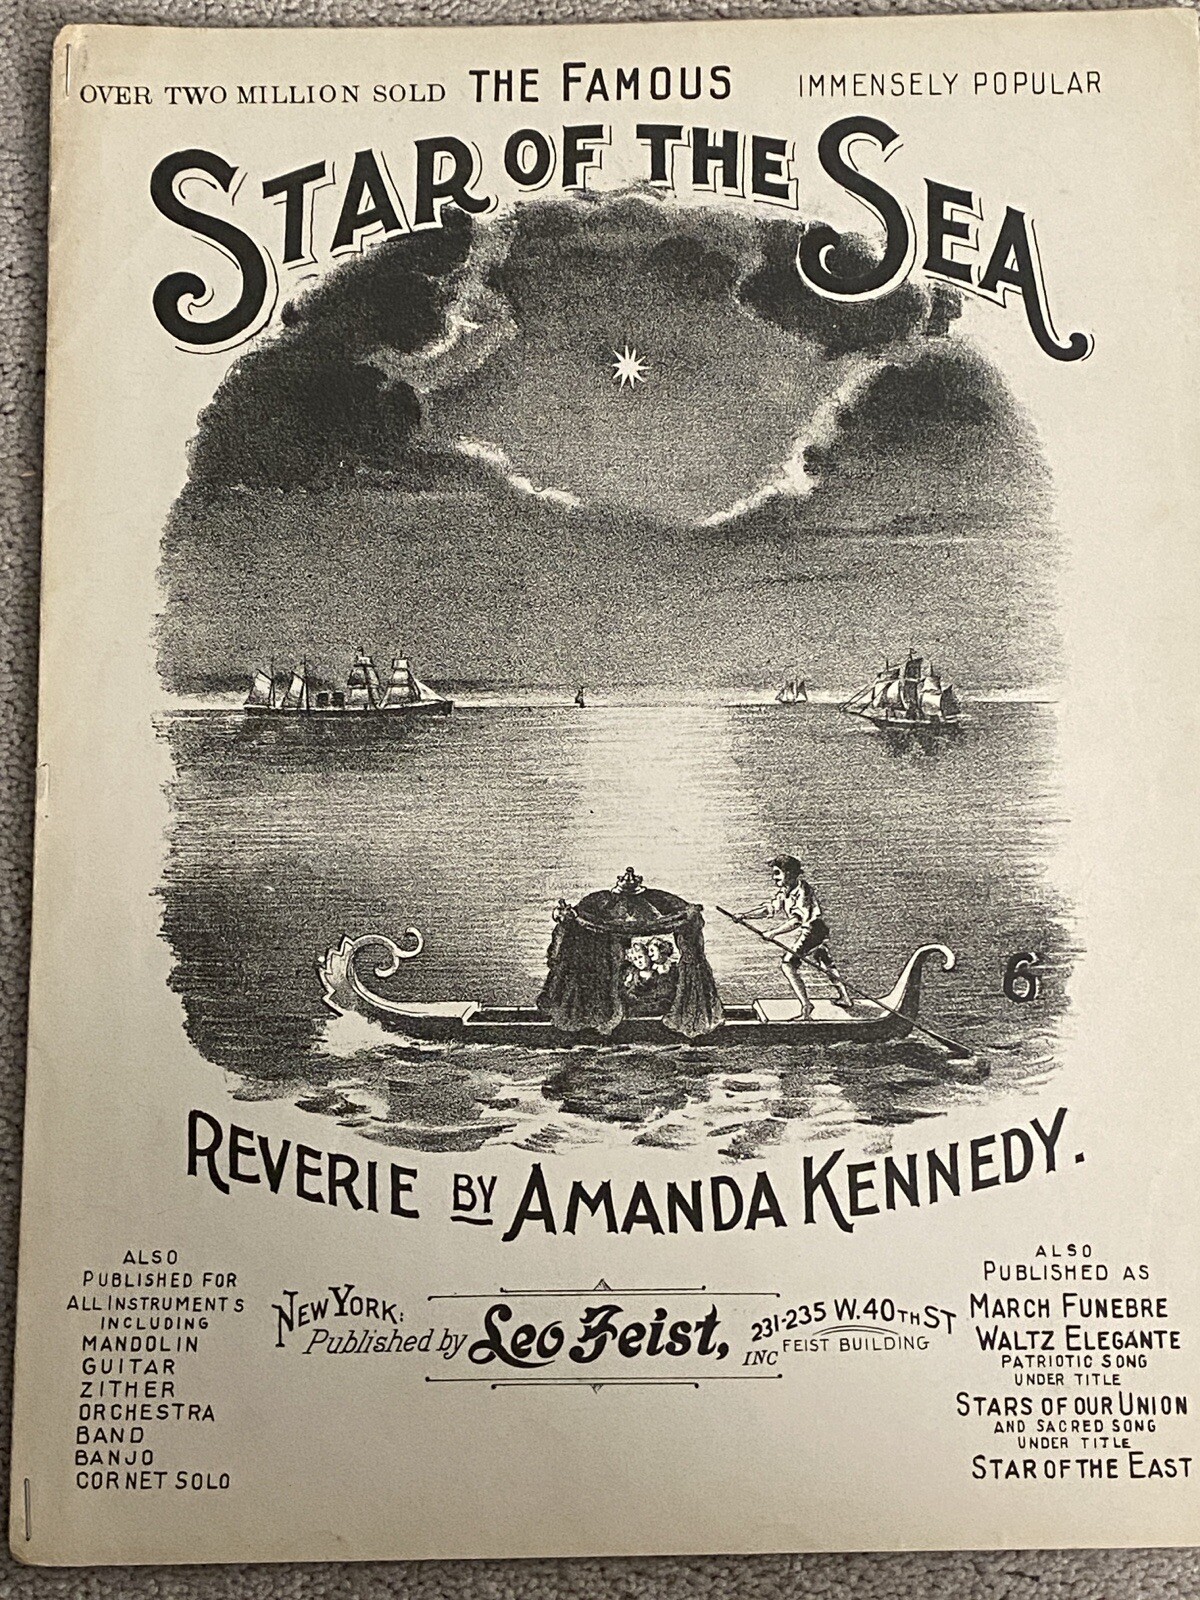 OVER TWO MILLION SOLD THE FAMOUS IMMENSELY POPULAR
STAR OF THE SEA
6
REVERIE BY AMANDA KENNEDY.
ALSO
PUBLISHED FOR
ALL INSTRUMENTS
INCLUDING
MANDOLIN
GUITAR
ZITHER
ORCHESTRA
BAND
BANJO
CORNET SOLO
NEW YORK:
Published by Leo Feist, INC
231-235 W. 40TH ST
FEIST BUILDING
ALSO
PUBLISHED AS
MARCH FUNEBRE
WALTZ ELEGANTE
PATRIOTIC SONG
UNDER TITLE
STARS OF OUR UNION
AND SACRED SONG
UNDER TITLE
STAR OF THE EAST